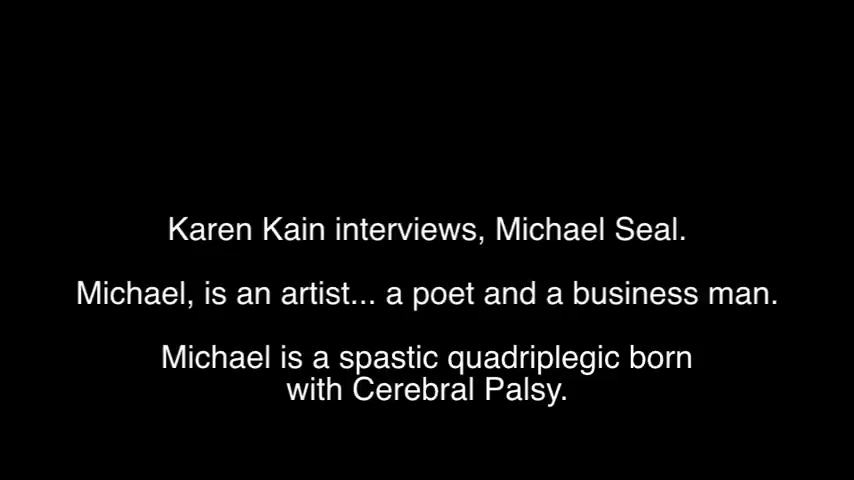 Karen Kain interviews, Michael Seal.
Michael, is an artist... a poet and a business man.
Michael is a spastic quadriplegic born
with Cerebral Palsy.